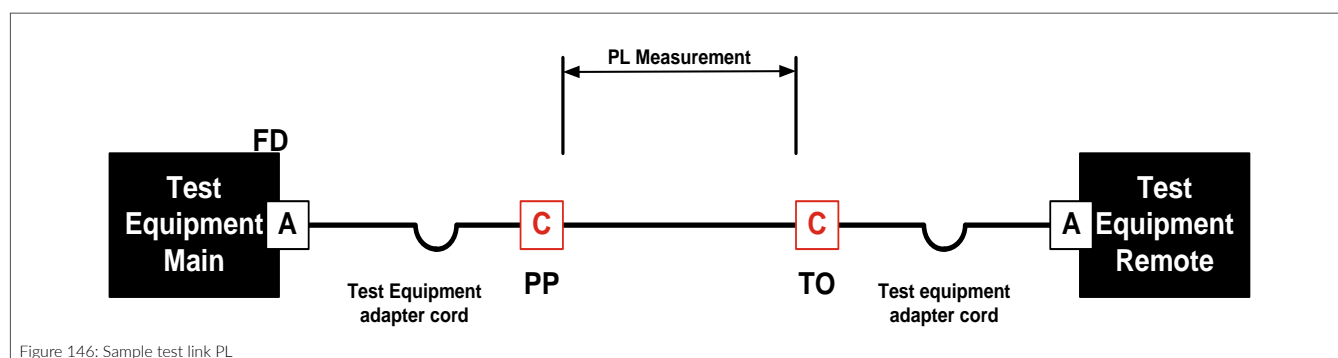 PL Measurement
FD
Test
Equipment
Main
A
C
C
A
Test
Equipment
Remote
PP
TO
Test Equipment
adapter cord
Test equipment
adapter cord
Figure 146: Sample test link PL